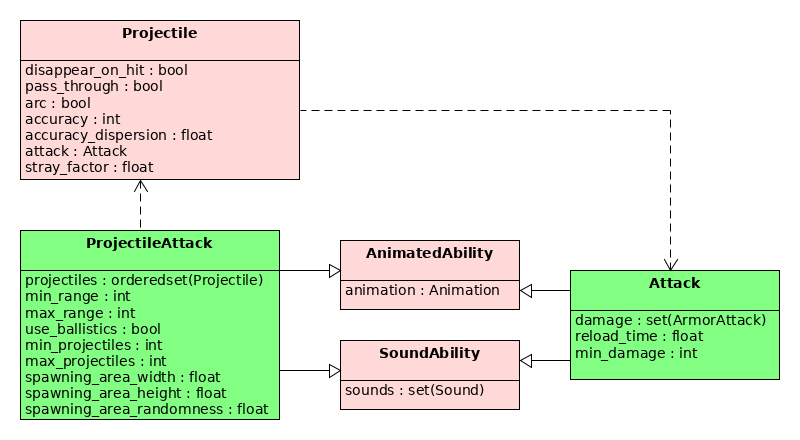 Projectile
disappear_on_hit : bool
pass_through : bool
arc : bool
accuracy : int
accuracy_dispersion : float
attack : Attack
stray_factor : float
ProjectileAttack
projectiles : orderedset(Projectile)
min_range : int
max_range : int
use_ballistics : bool
min_projectiles : int
max_projectiles : int
spawning_area_width : float
spawning_area_height : float
spawning_area_randomness : float
AnimatedAbility
animation : Animation
SoundAbility
sounds : set(Sound)
Attack
damage : set(ArmorAttack)
reload_time : float
min_damage : int